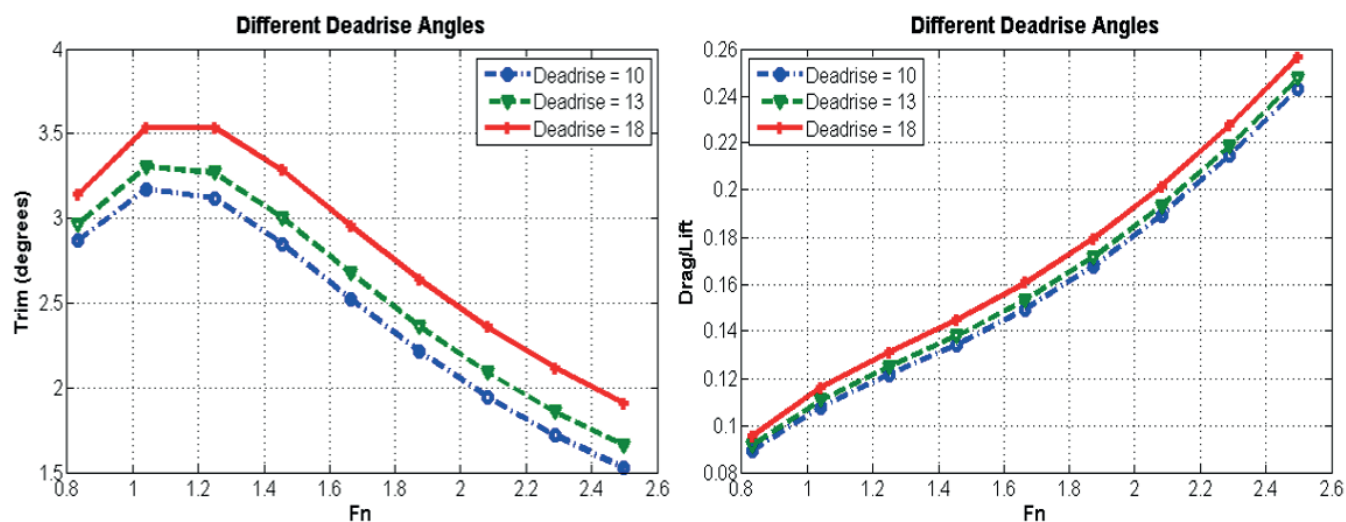 Different Deadrise Angles
4
3.5
3
2.5
2
1.5
Trim (degrees)
Deadrise = 10
Deadrise = 13
Deadrise = 18
0.8 1 1.2 1.4 1.6 1.8 2 2.2 2.4 2.6
Fn
Different Deadrise Angles
0.26
0.24
0.22
0.2
0.18
0.16
0.14
0.12
0.1
0.08
Drag/Lift
Deadrise = 10
Deadrise = 13
Deadrise = 18
0.8 1 1.2 1.4 1.6 1.8 2 2.2 2.4 2.6
Fn